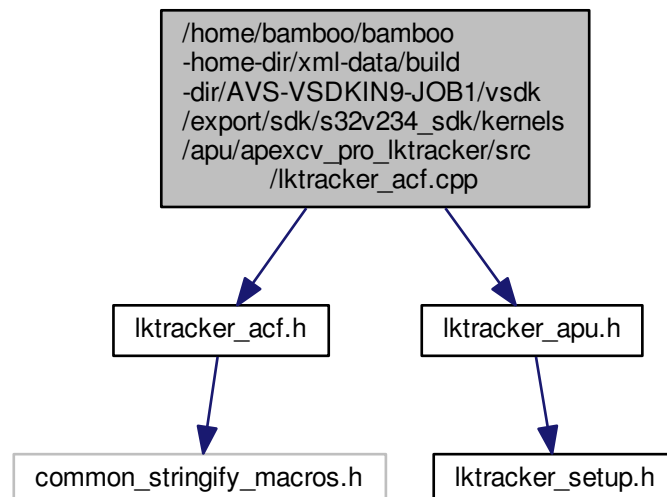 /home/bamboo/bamboo
-home-dir/xml-data/build
-dir/AVS-VSDKIN9-JOB1/vsdk
/export/sdk/s32v234_sdk/kernels
/apu/apexcv_pro_lktracker/src
/lktracker_acf.cpp
lktracker_acf.h
lktracker_apu.h
common_stringify_macros.h
lktracker_setup.h